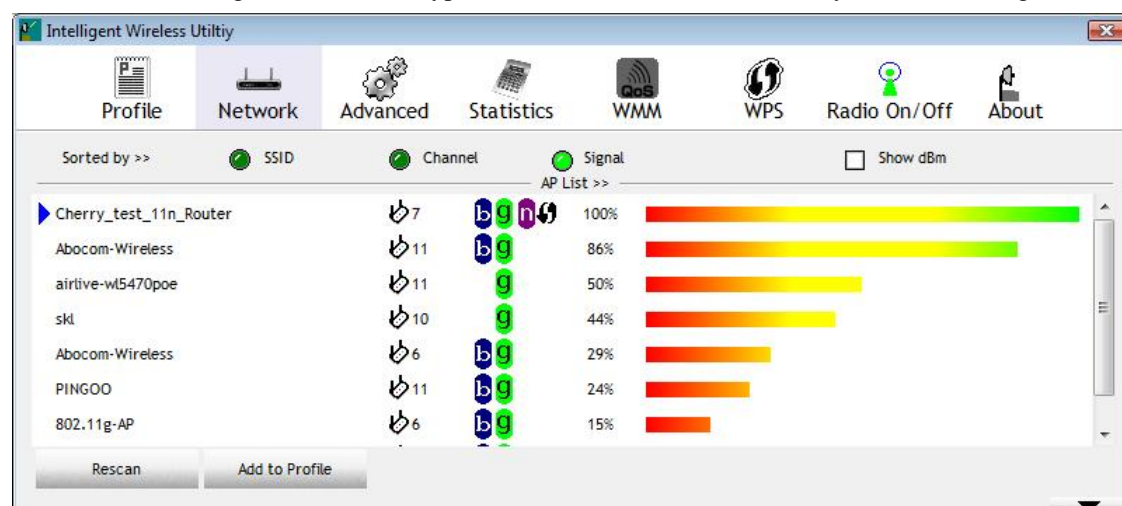 Intelligent Wireless Utiltiy
Profile Network Advanced Statistics WMM WPS Radio On/Off About
QoS
Sorted by >> SSID Channel Signal Show dBm
AP List >>
Cherry_test_11n_Router 7 b g n 100%
Abocom-Wireless 11 b g 86%
airlive-wl5470poe 11 g 50%
skl 10 g 44%
Abocom-Wireless 6 b g 29%
PINGOO 11 b g 24%
802.11g-AP 6 b g 15%
Rescan Add to Profile